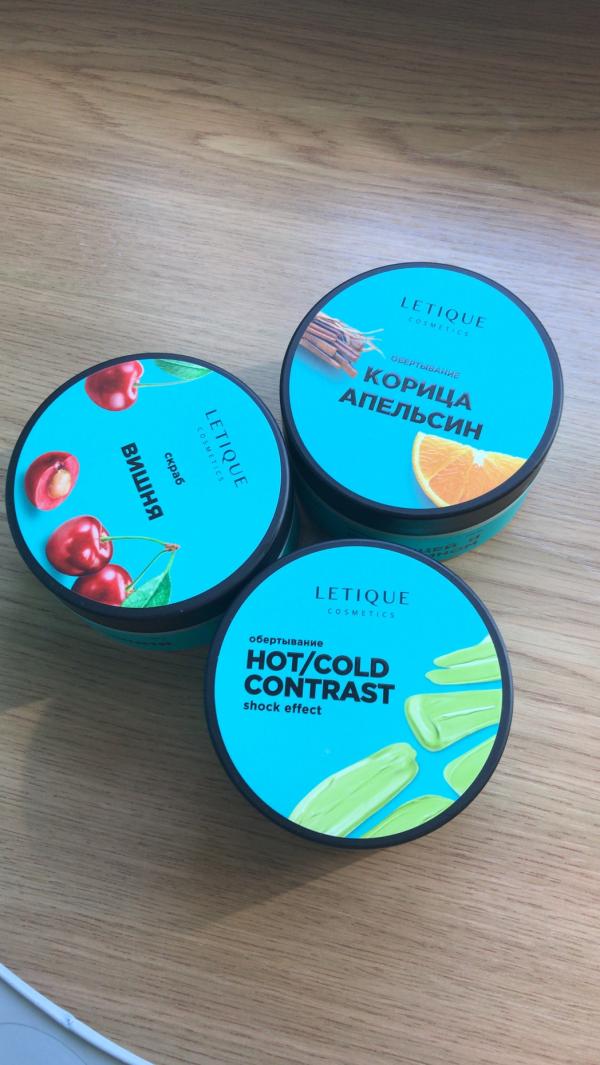 LETIQUE
COSMETICS
ОБЕРТЫВАНИЕ
КОРИЦА
АПЕЛЬСИН
LETIQUE
COSMETICS
скраб
ВИШНЯ
LETIQUE
COSMETICS
обертывание
HOT/COLD
CONTRAST
shock effect